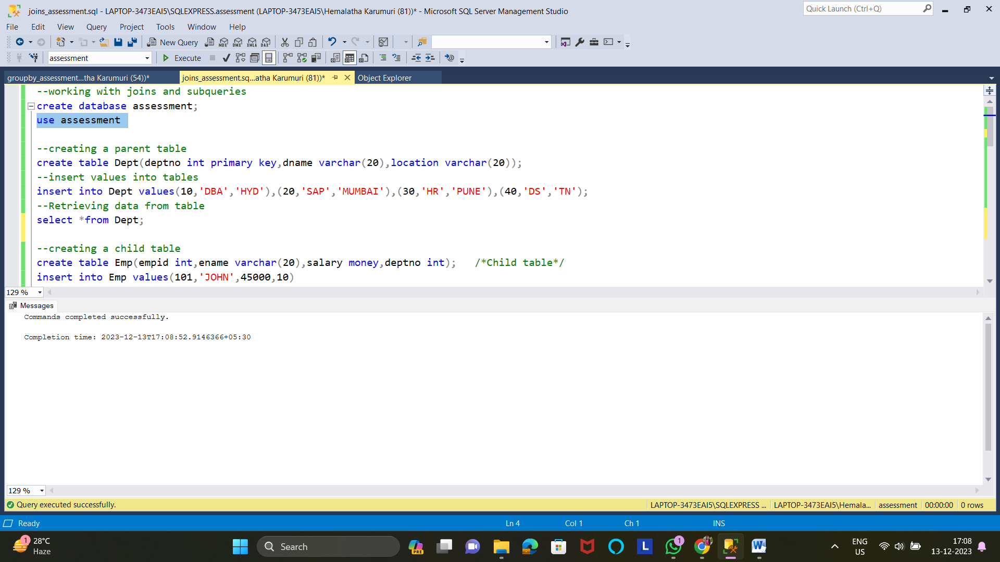 joins_assessment.sql - LAPTOP-3473EAI5\SQLEXPRESS.assessment (LAPTOP-3473EAI5\Hemalatha Karumuri (81))* - Microsoft SQL Server Management Studio
Quick Launch (Ctrl+Q)
File Edit View Query Project Tools Window Help
New Query MDX DMX XMLA DAX
assessment Execute
groupby_assessment...tha Karumuri (54))* joins_assessment.sq...atha Karumuri (81))* Object Explorer
--working with joins and subqueries
create database assessment;
use assessment
--creating a parent table
create table Dept(deptno int primary key,dname varchar(20),location varchar(20));
--insert values into tables
insert into Dept values(10,'DBA','HYD'),(20,'SAP','MUMBAI'),(30,'HR','PUNE'),(40,'DS','TN');
--Retrieving data from table
select *from Dept;
--creating a child table
create table Emp(empid int,ename varchar(20),salary money,deptno int); /*Child table*/
insert into Emp values(101,'JOHN',45000,10)
129 %
Messages
Commands completed successfully.
Completion time: 2023-12-13T17:08:52.9146366+05:30
129 %
Query executed successfully. LAPTOP-3473EAI5\SQLEXPRESS ... LAPTOP-3473EAI5\Hemala... assessment 00:00:00 0 rows
Ready Ln 4 Col 1 Ch 1 INS
1 28°C
Haze
Search
PRE
L
1
W
ENG
US
17:08
13-12-2023